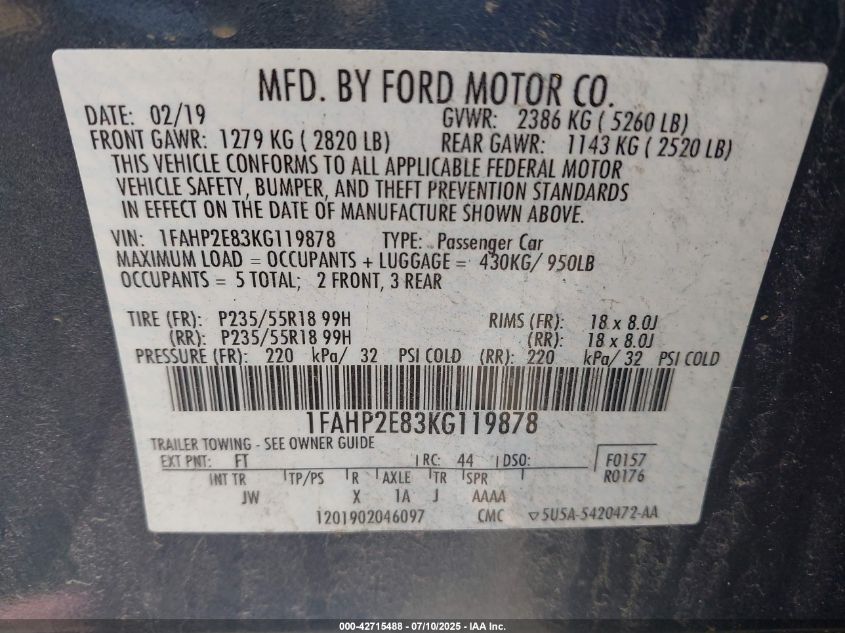 MFD. BY FORD MOTOR CO.
DATE: 02/19 GVWR: 2386 KG ( 5260 LB)
FRONT GAWR: 1279 KG ( 2820 LB) REAR GAWR: 1143 KG ( 2520 LB)
THIS VEHICLE CONFORMS TO ALL APPLICABLE FEDERAL MOTOR
VEHICLE SAFETY, BUMPER, AND THEFT PREVENTION STANDARDS
IN EFFECT ON THE DATE OF MANUFACTURE SHOWN ABOVE.
VIN: 1FAHP2E83KG119878 TYPE: Passenger Car
MAXIMUM LOAD = OCCUPANTS + LUGGAGE = 430KG/ 950LB
OCCUPANTS = 5 TOTAL; 2 FRONT, 3 REAR
TIRE (FR): P235/55R18 99H RIMS (FR): 18 x 8.0J
(RR): P235/55R18 99H (RR): 18 x 8.0J
PRESSURE (FR): 220 kPa/ 32 PSI COLD (RR): 220 kPa/ 32 PSI COLD
1FAHP2E83KG119878
TRAILER TOWING - SEE OWNER GUIDE
EXT PNT: FT RC: 44 DSO: F0157
INT TR TP/PS R AXLE TR SPR R0176
JW X 1A J AAAA
1201902046097 CMC ▽5U5A-5420472-AA
000-42715488 - 07/10/2025 - IAA Inc.